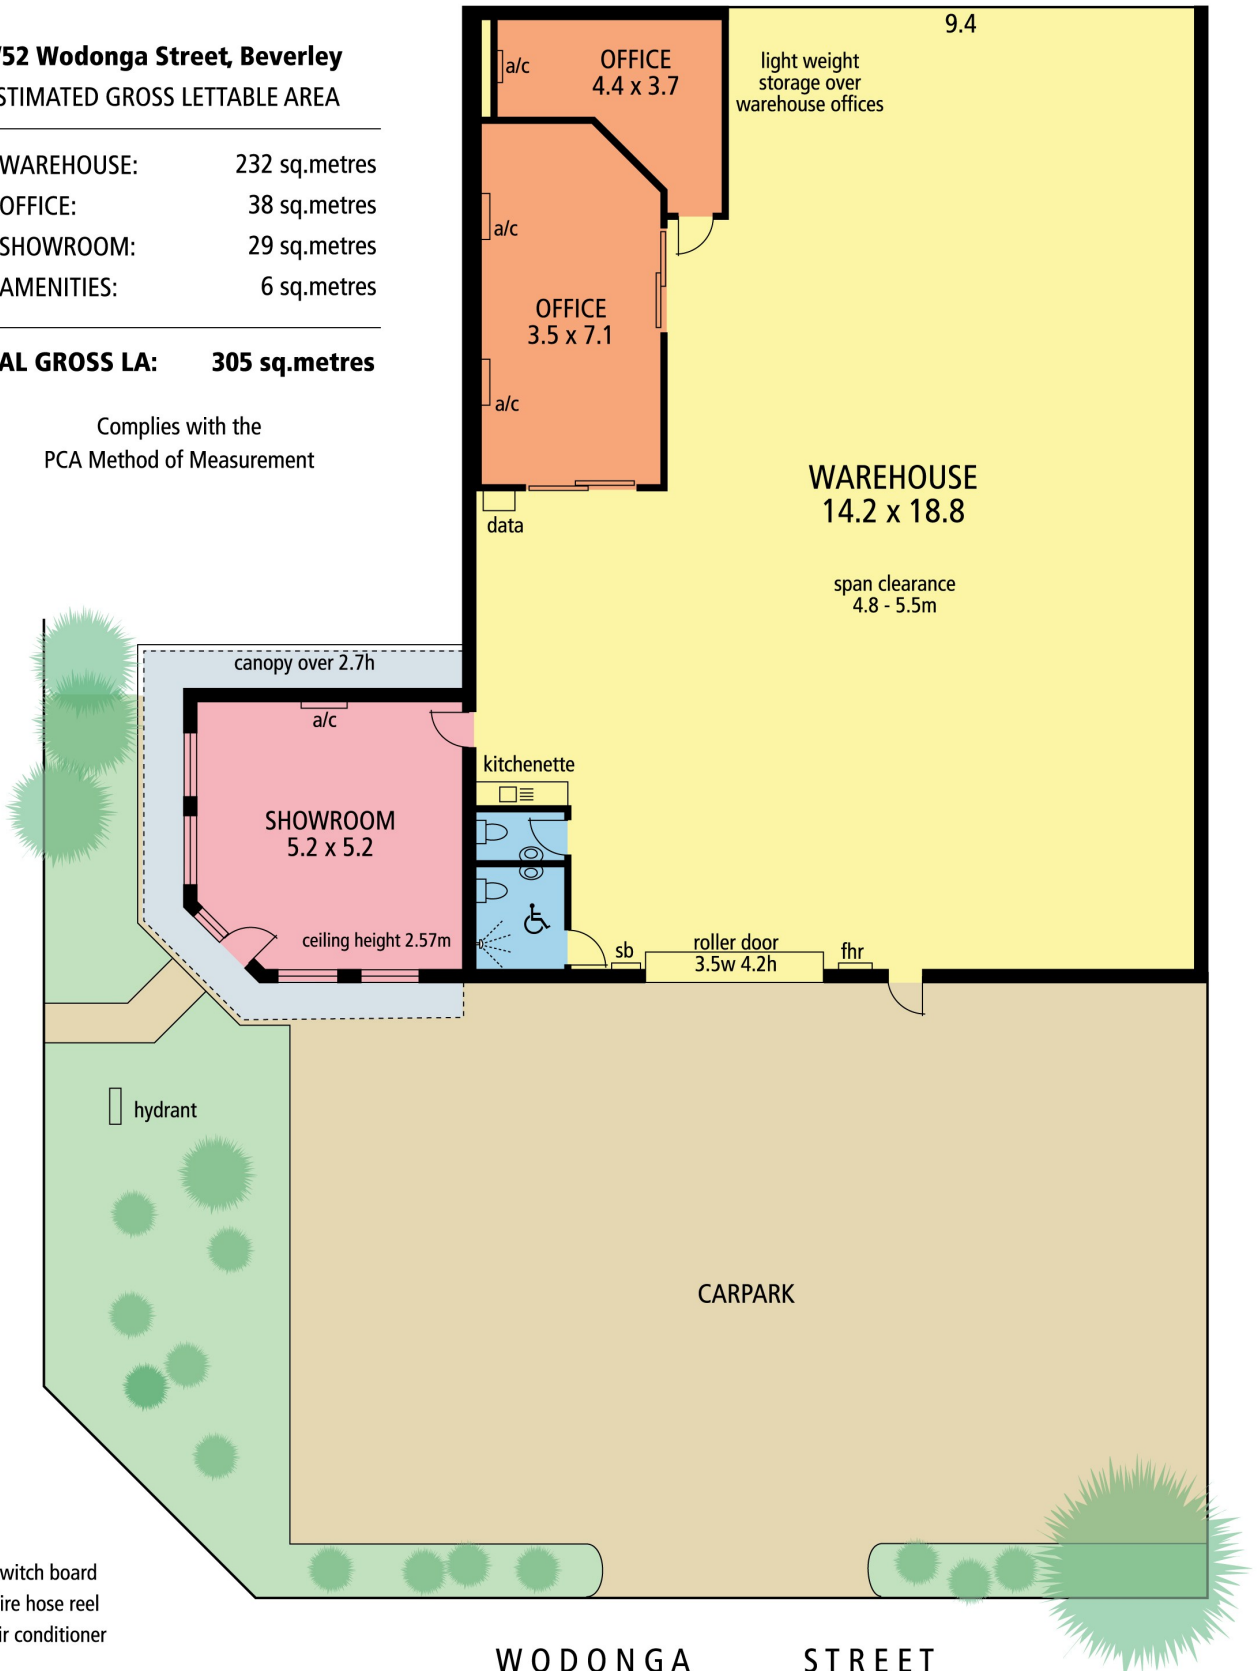 /52 Wodonga Street, Beverley
STIMATED GROSS LETTABLE AREA
WAREHOUSE: 232 sq.metres
OFFICE: 38 sq.metres
SHOWROOM: 29 sq.metres
AMENITIES: 6 sq.metres
AL GROSS LA: 305 sq.metres
Complies with the
PCA Method of Measurement
9.4
OFFICE
4.4 x 3.7
a/c
light weight
storage over
warehouse offices
a/c
OFFICE
3.5 x 7.1
a/c
data
WAREHOUSE
14.2 x 18.8
span clearance
4.8 - 5.5m
canopy over 2.7h
a/c
kitchenette
SHOWROOM
5.2 x 5.2
ceiling height 2.57m
sb
roller door
3.5w 4.2h
fhr
hydrant
CARPARK
witch board
ire hose reel
ir conditioner
WODONGA STREET